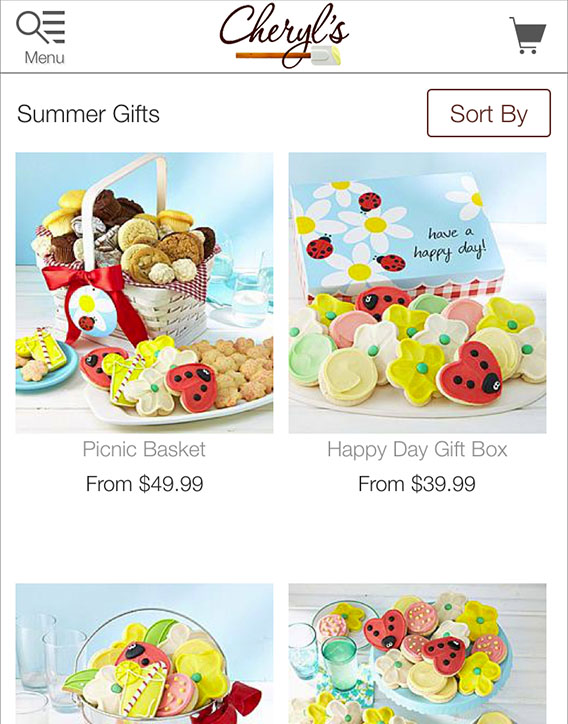 Cheryl's
Menu
Summer Gifts
Sort By
have a
happy day!
Picnic Basket
Happy Day Gift Box
From $49.99
From $39.99